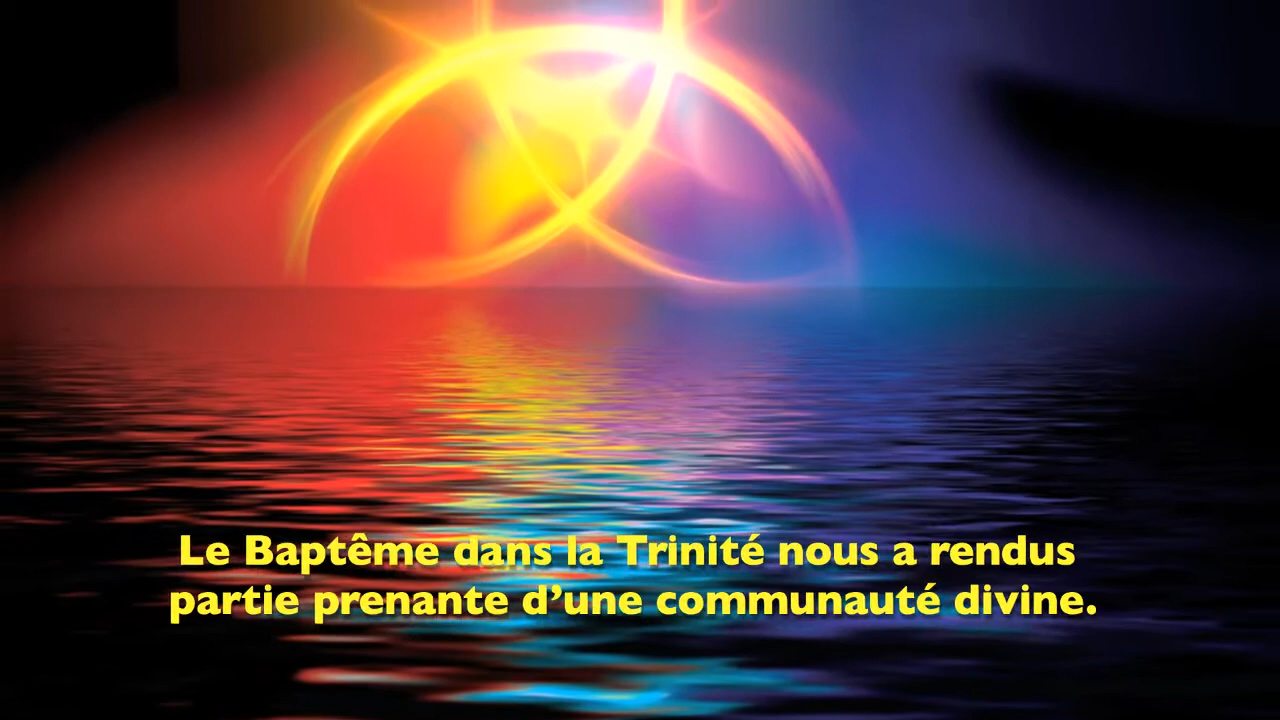 Le Baptême dans la Trinité nous a rendus
partie prenante d’une communauté divine.